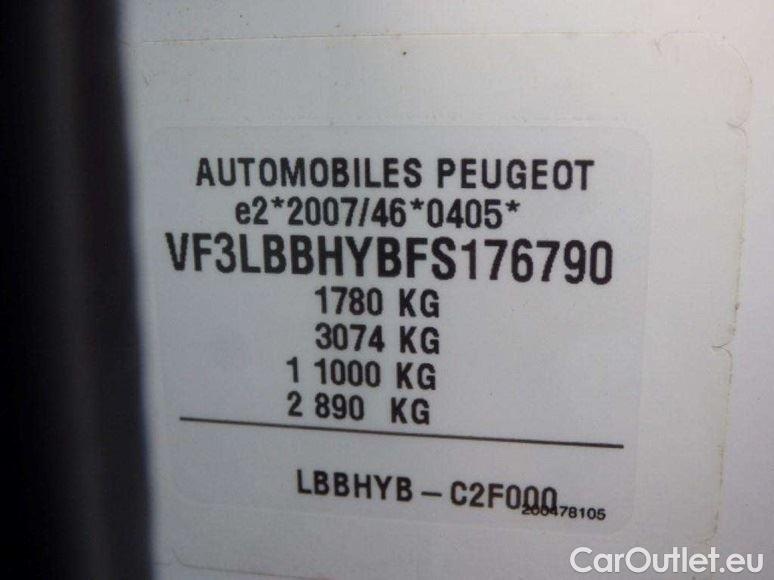 AUTOMOBILES PEUGEOT
e2*2007/46*0405*
VF3LBBHYBFS176790
1780 KG
3074 KG
1 1000 KG
2 890 KG
LBBHYB – C2F000
200478105
CarOutlet.eu